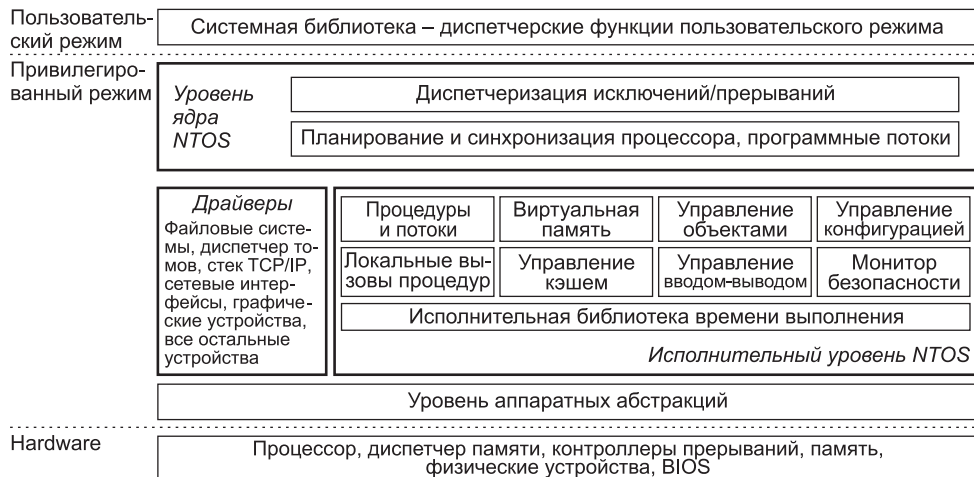 Пользователь-
ский режим
Системная библиотека – диспетчерские функции пользовательского режима
Привилегиро-
ванный режим
Уровень
ядра
NTOS
Диспетчеризация исключений/прерываний
Планирование и синхронизация процессора, программные потоки
Драйверы
Файловые систе-
мы, диспетчер то-
мов, стек TCP/IP,
сетевые интер-
фейсы, графиче-
ские устройства,
все остальные
устройства
Процедуры
и потоки
Виртуальная
память
Управление
объектами
Управление
конфигурацией
Локальные вы-
зовы процедур
Управление
кэшем
Управление
вводом-выводом
Монитор
безопасности
Исполнительная библиотека времени выполнения
Исполнительный уровень NTOS
Уровень аппаратных абстракций
Hardware
Процессор, диспетчер памяти, контроллеры прерываний, память,
физические устройства, BIOS